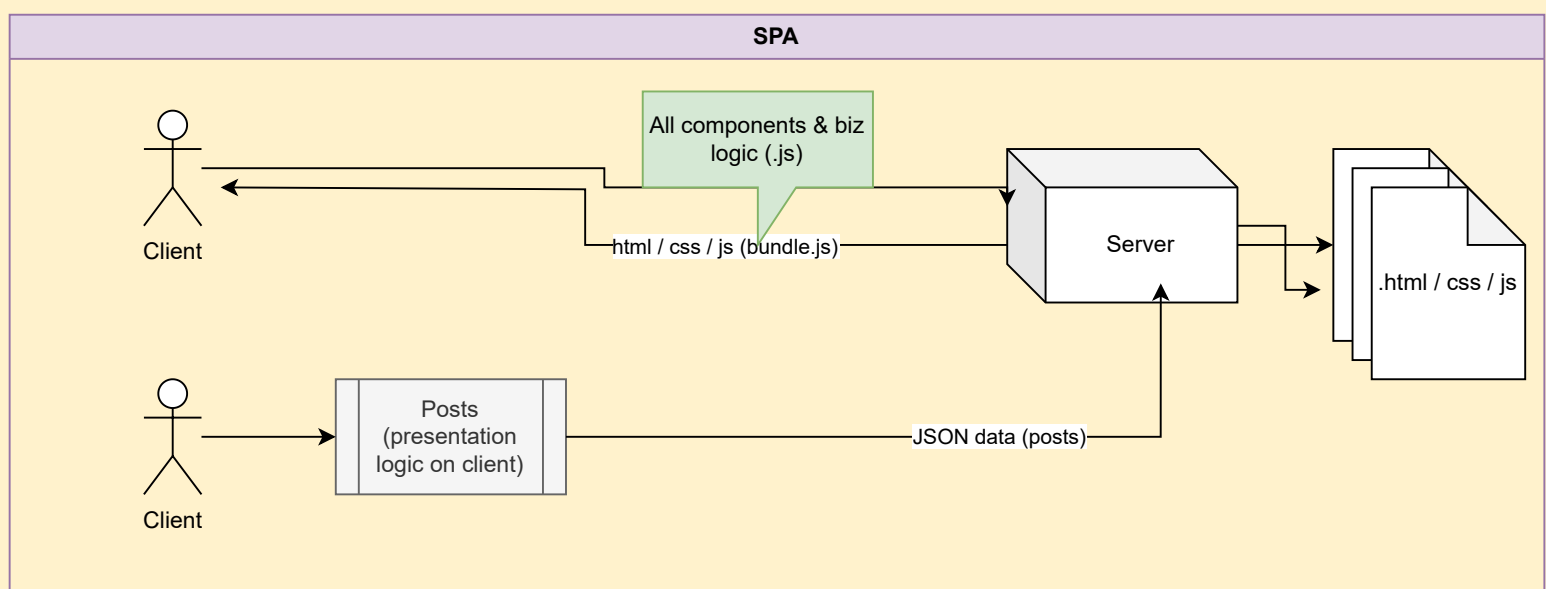 SPA
All components & biz
logic (.js)
Client
html / css / js (bundle.js)
Server
.html / css / js
Posts
(presentation
logic on client)
JSON data (posts)
Client